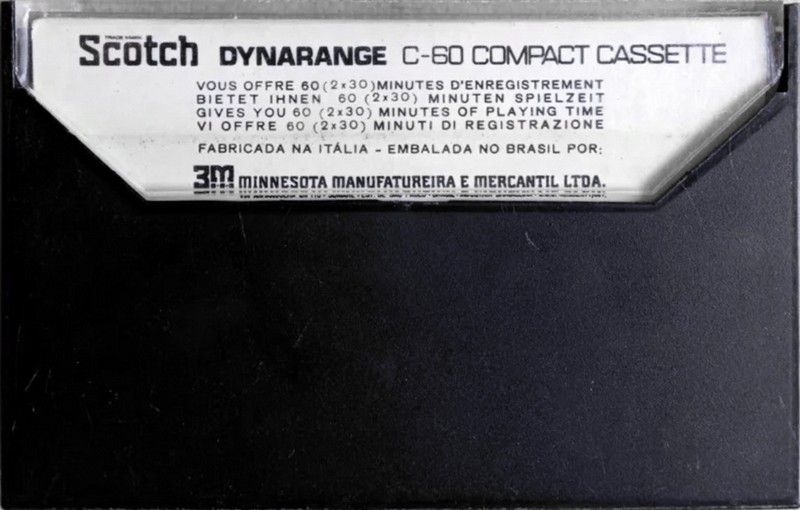 TRADE MARK
Scotch DYNARANGE C-60 COMPACT CASSETTE
VOUS OFFRE 60 (2x30) MINUTES D'ENREGISTREMENT
BIETET IHNEN 60 (2x30) MINUTEN SPIELZEIT
GIVES YOU 60 (2x30) MINUTES OF PLAYING TIME
VI OFFRE 60 (2x30) MINUTI DI REGISTRAZIONE
FABRICADA NA ITÁLIA - EMBALADA NO BRASIL POR:
3M MINNESOTA MANUFATUREIRA E MERCANTIL LTDA.